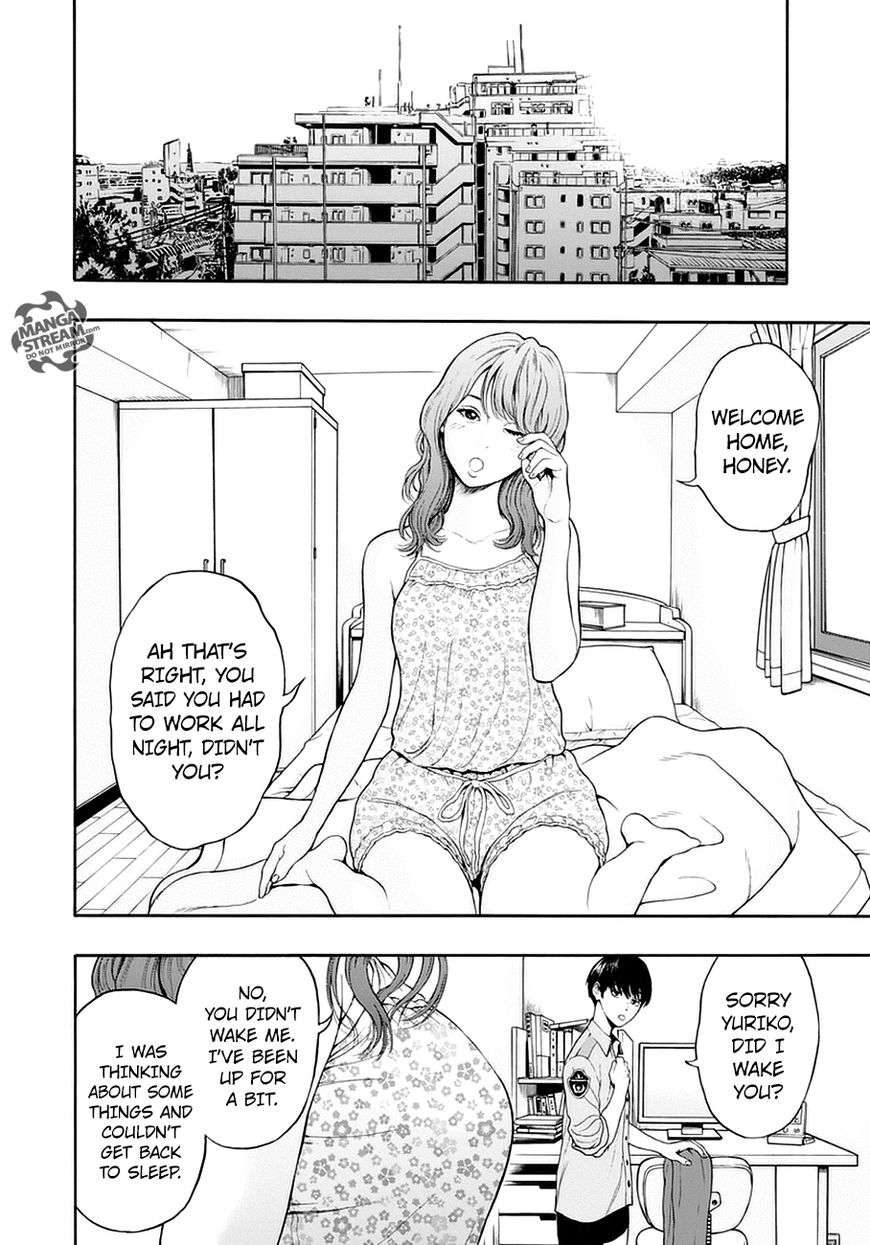 MANGA
STREAM.com
DO NOT MIRROR
WELCOME
HOME,
HONEY.
AH THAT'S
RIGHT, YOU
SAID YOU HAD
TO WORK ALL
NIGHT, DIDN'T
YOU?
SORRY
YURIKO,
DID I
WAKE
YOU?
NO,
YOU DIDN'T
WAKE ME.
I'VE BEEN
UP FOR
A BIT.
I WAS
THINKING
ABOUT SOME
THINGS AND
COULDN'T
GET BACK
TO SLEEP.